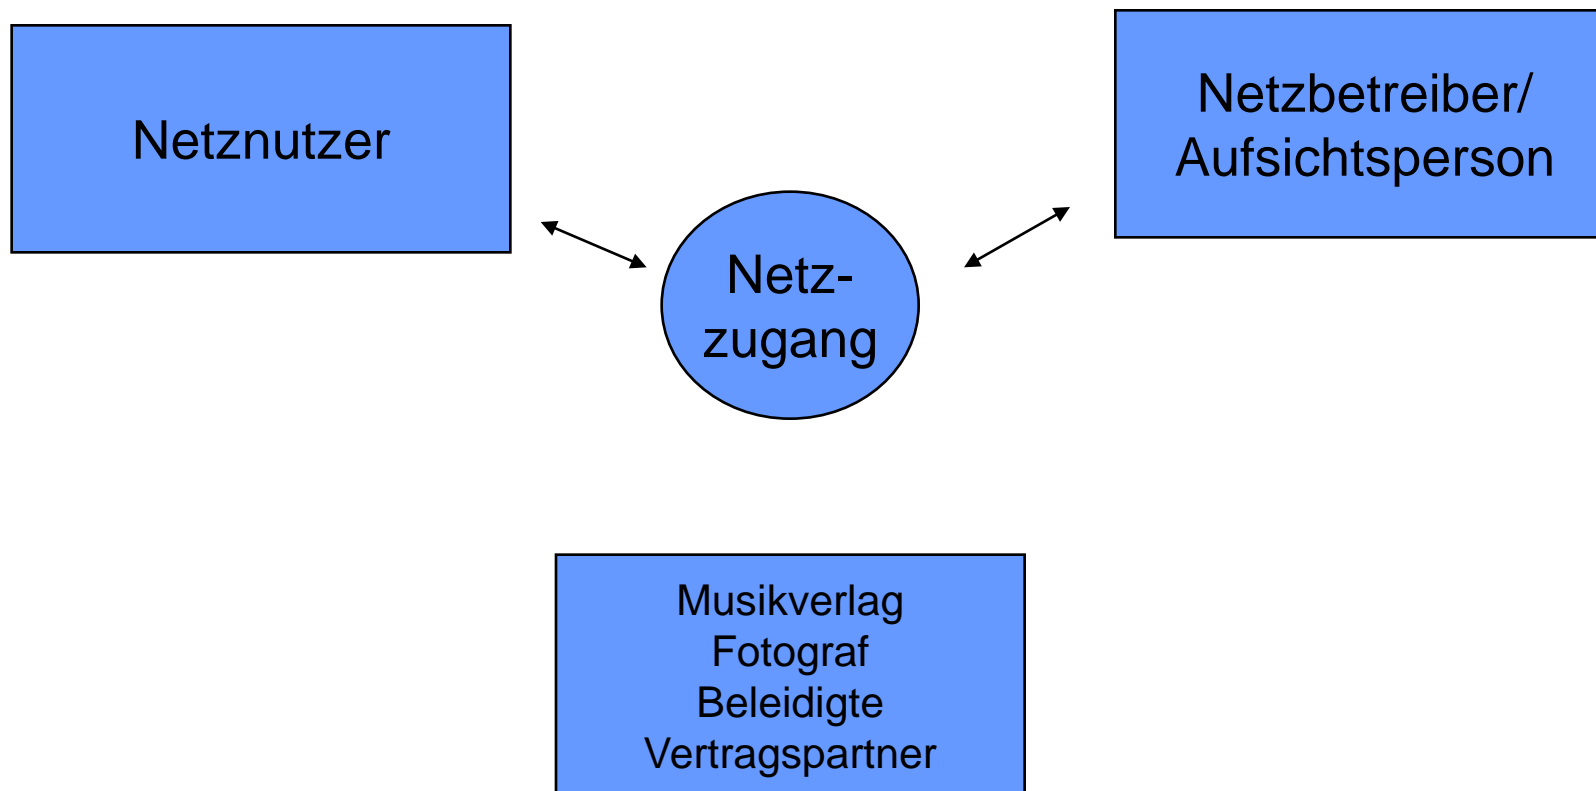 Netznutzer
Netzbetreiber/
Aufsichtsperson
Netz-
zugang
Musikverlag
Fotograf
Beleidigte
Vertragspartner